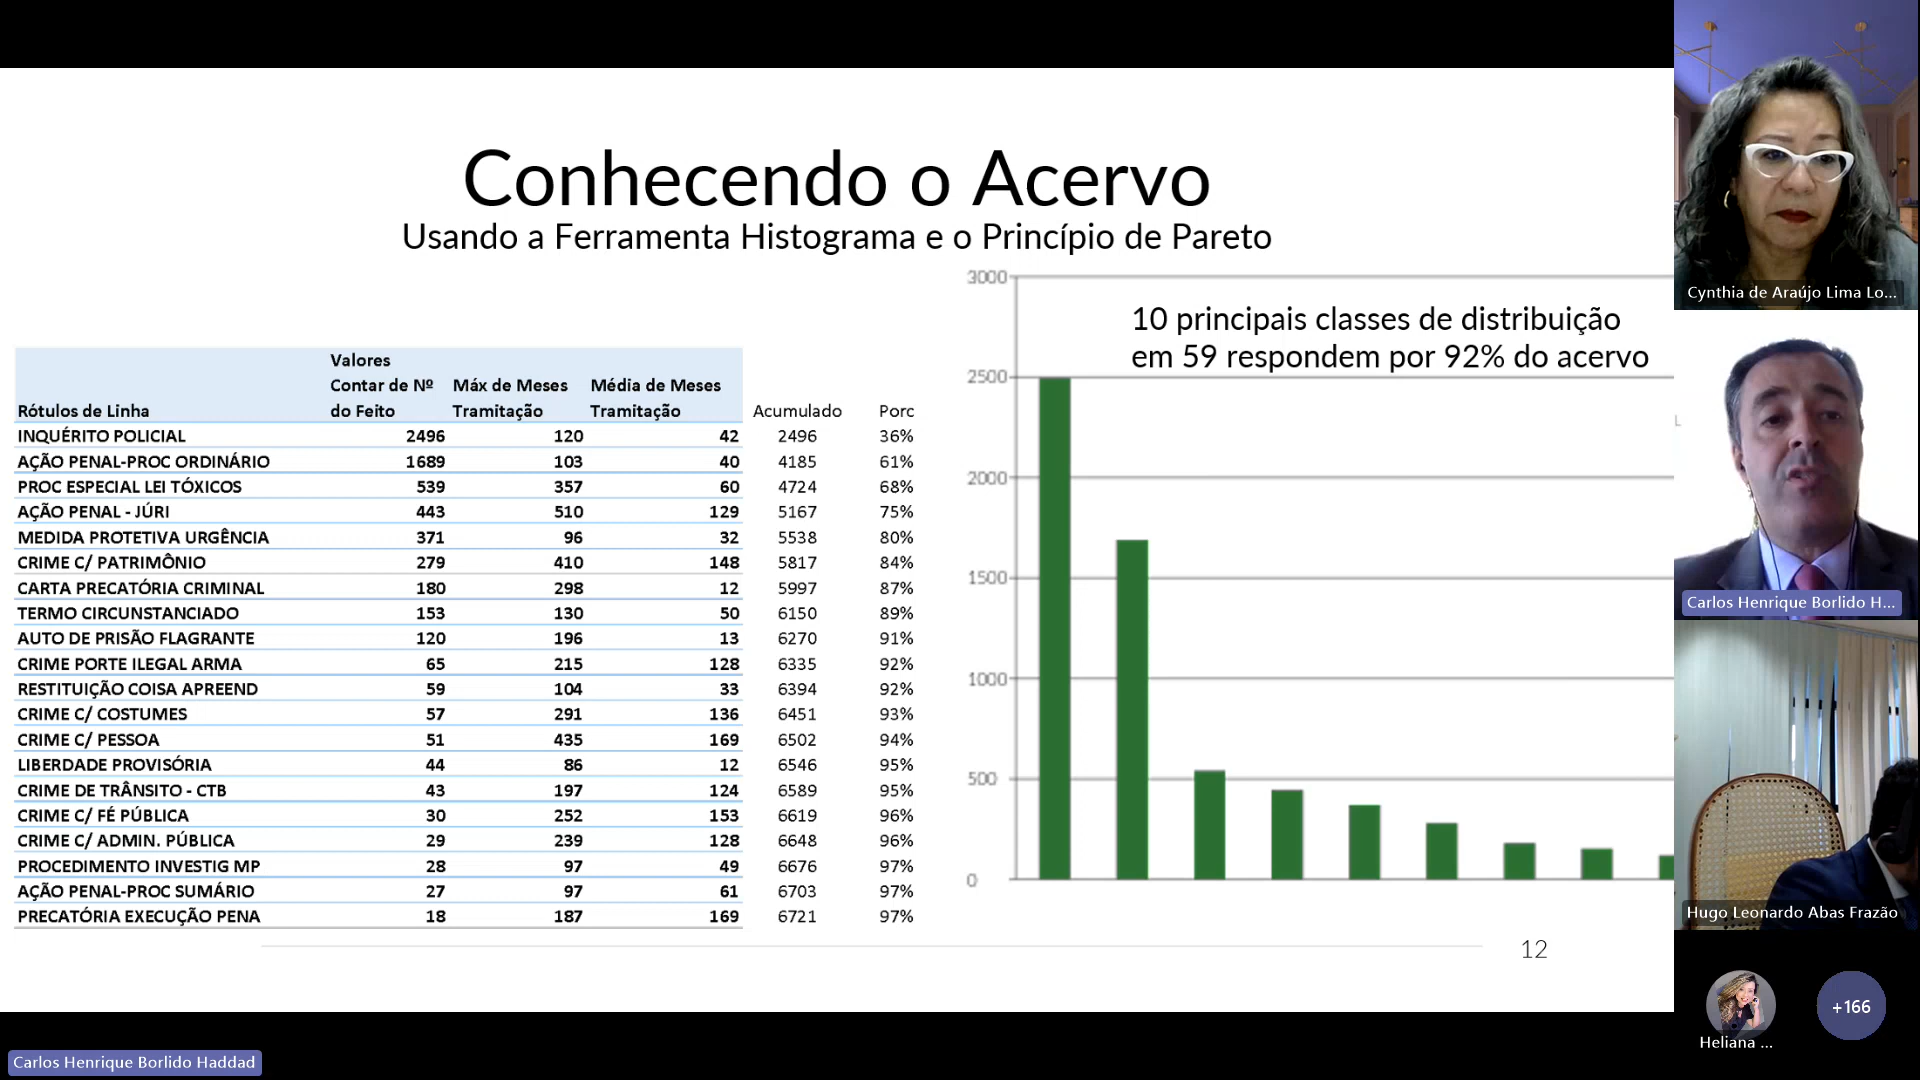 Conhecendo o Acervo
Usando a Ferramenta Histograma e o Princípio de Pareto
Valores
Contar de Nº Máx de Meses Média de Meses
Rótulos de Linha do Feito Tramitação Tramitação Acumulado Porc
INQUÉRITO POLICIAL 2496 120 42 2496 36%
AÇÃO PENAL-PROC ORDINÁRIO 1689 103 40 4185 61%
PROC ESPECIAL LEI TÓXICOS 539 357 60 4724 68%
AÇÃO PENAL - JÚRI 443 510 129 5167 75%
MEDIDA PROTETIVA URGÊNCIA 371 96 32 5538 80%
CRIME C/ PATRIMÔNIO 279 410 148 5817 84%
CARTA PRECATÓRIA CRIMINAL 180 298 12 5997 87%
TERMO CIRCUNSTANCIADO 153 130 50 6150 89%
AUTO DE PRISÃO FLAGRANTE 120 196 13 6270 91%
CRIME PORTE ILEGAL ARMA 65 215 128 6335 92%
RESTITUIÇÃO COISA APREEND 59 104 33 6394 92%
CRIME C/ COSTUMES 57 291 136 6451 93%
CRIME C/ PESSOA 51 435 169 6502 94%
LIBERDADE PROVISÓRIA 44 86 12 6546 95%
CRIME DE TRÂNSITO - CTB 43 197 124 6589 95%
CRIME C/ FÉ PÚBLICA 30 252 153 6619 96%
CRIME C/ ADMIN. PÚBLICA 29 239 128 6648 96%
PROCEDIMENTO INVESTIG MP 28 97 49 6676 97%
AÇÃO PENAL-PROC SUMÁRIO 27 97 61 6703 97%
PRECATÓRIA EXECUÇÃO PENA 18 187 169 6721 97%
10 principais classes de distribuição
em 59 respondem por 92% do acervo
3000
2500
2000
1500
1000
500
0
12
Cynthia de Araújo Lima Lo...
Carlos Henrique Borlido H...
Hugo Leonardo Abas Frazão
Heliana ...
+166
Carlos Henrique Borlido Haddad